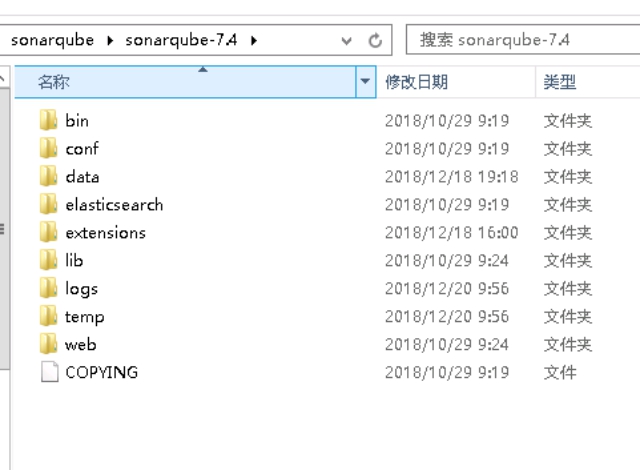 sonarqube ▸ sonarqube-7.4 ▸ 搜索 sonarqube-7.4
名称 修改日期 类型
bin 2018/10/29 9:19 文件夹
conf 2018/10/29 9:19 文件夹
data 2018/12/18 19:18 文件夹
elasticsearch 2018/10/29 9:19 文件夹
extensions 2018/12/18 16:00 文件夹
lib 2018/10/29 9:24 文件夹
logs 2018/12/20 9:56 文件夹
temp 2018/12/20 9:56 文件夹
web 2018/10/29 9:24 文件夹
COPYING 2018/10/29 9:19 文件